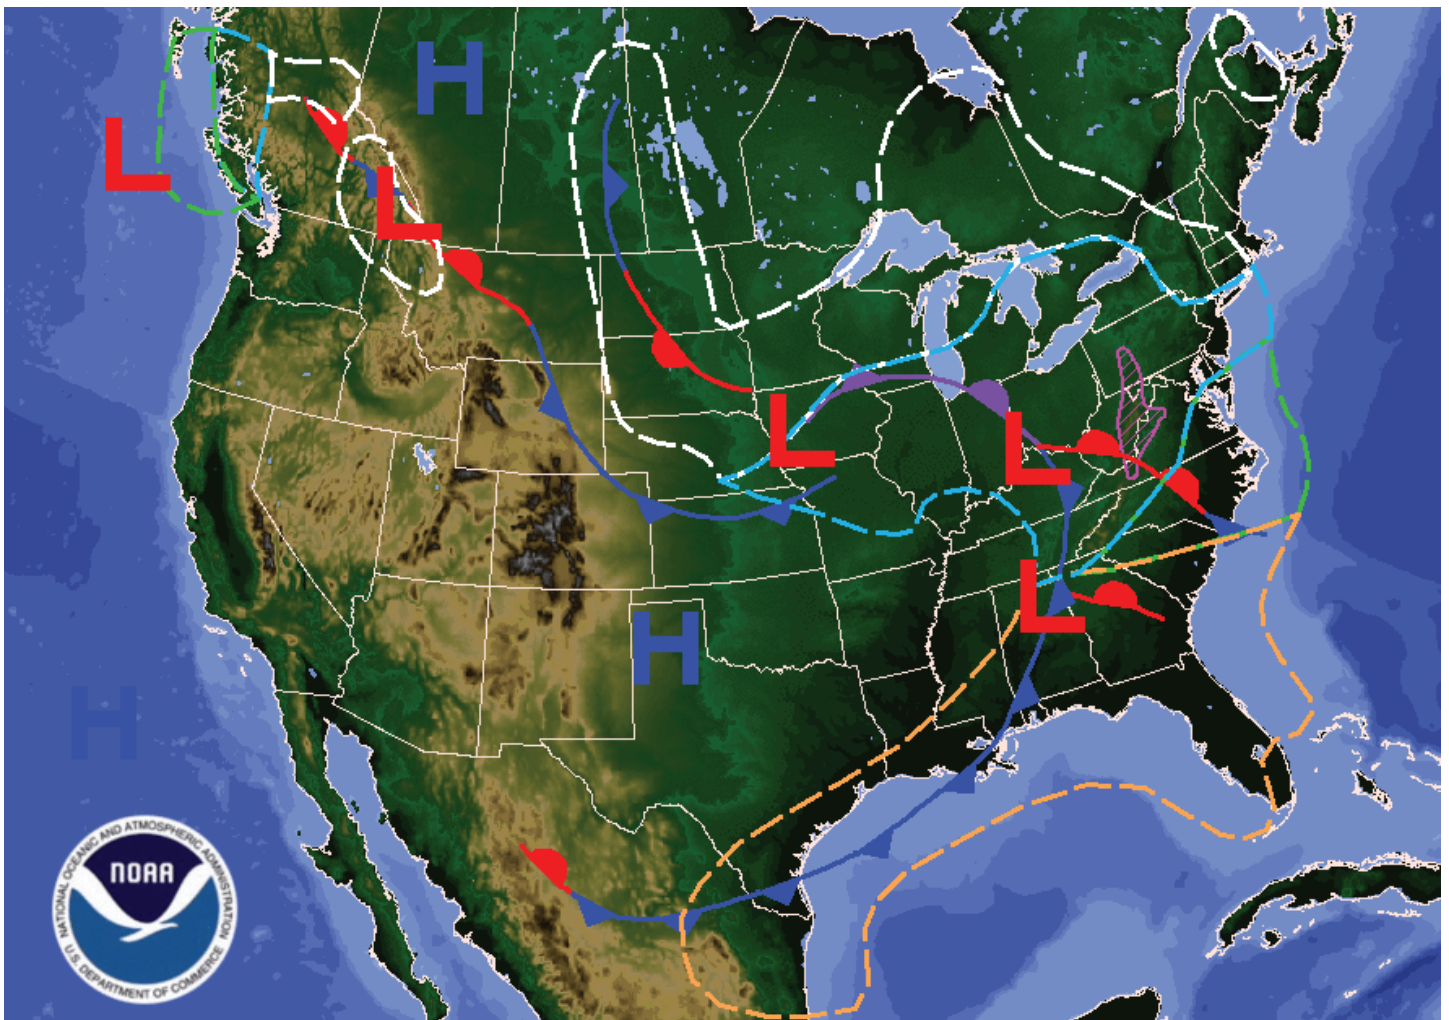 H
L
L
L
L
H
L
H
NATIONAL OCEANIC AND ATMOSPHERIC ADMINISTRATION
NOAA
U.S. DEPARTMENT OF COMMERCE